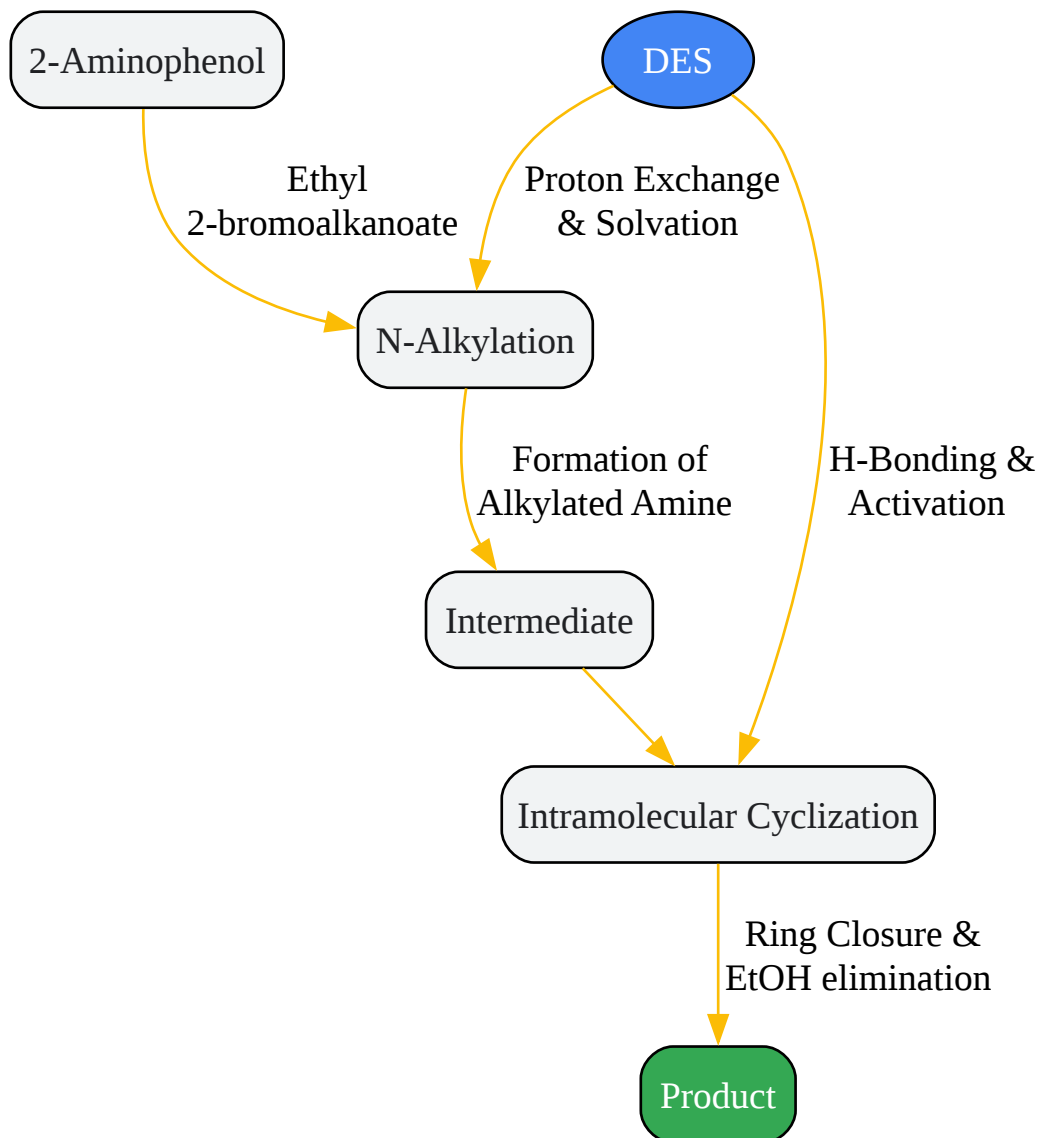 2-Aminophenol
DES
Ethyl
2-bromoalkanoate
Proton Exchange
& Solvation
N-Alkylation
Formation of
Alkylated Amine
H-Bonding &
Activation
Intermediate
Intramolecular Cyclization
Ring Closure &
EtOH elimination
Product